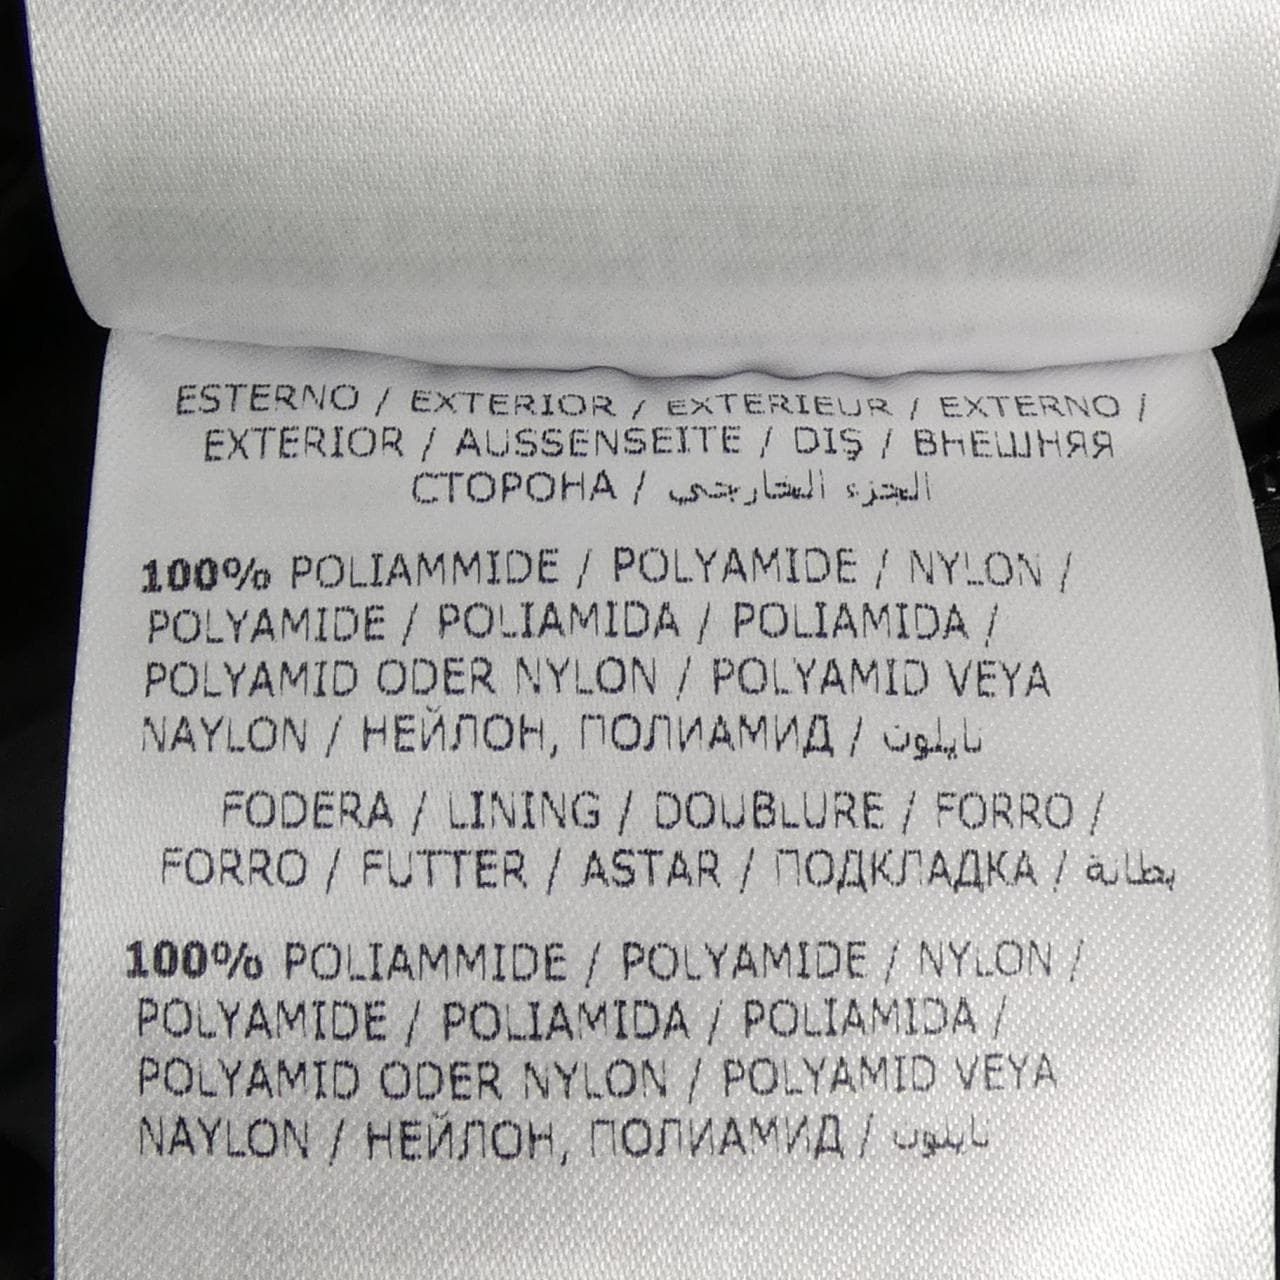 ESTERNO / EXTERIOR / EXTERIEUR / EXTERNO /
EXTERIOR / AUSSENSEITE / DIŞ / ВНЕШНЯЯ
СТОРОНА / الجزء الخارجي
100% POLIAMMIDE / POLYAMIDE / NYLON /
POLYAMIDE / POLIAMIDA / POLIAMIDA /
POLYAMID ODER NYLON / POLYAMID VEYA
NAYLON / НЕЙЛОН, ПОЛИАМИД / نايلون
FODERA / LINING / DOUBLURE / FORRO /
FORRO / FUTTER / ASTAR / ПОДКЛАДКА / بطانة
100% POLIAMMIDE / POLYAMIDE / NYLON /
POLYAMIDE / POLIAMIDA / POLIAMIDA /
POLYAMID ODER NYLON / POLYAMID VEYA
NAYLON / НЕЙЛОН, ПОЛИАМИД / نايلون